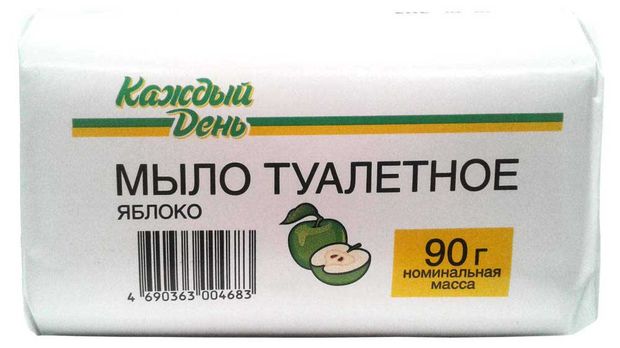 Каждый
День
МЫЛО ТУАЛЕТНОЕ
ЯБЛОКО
90 г
номинальная
масса
4 690363 004683